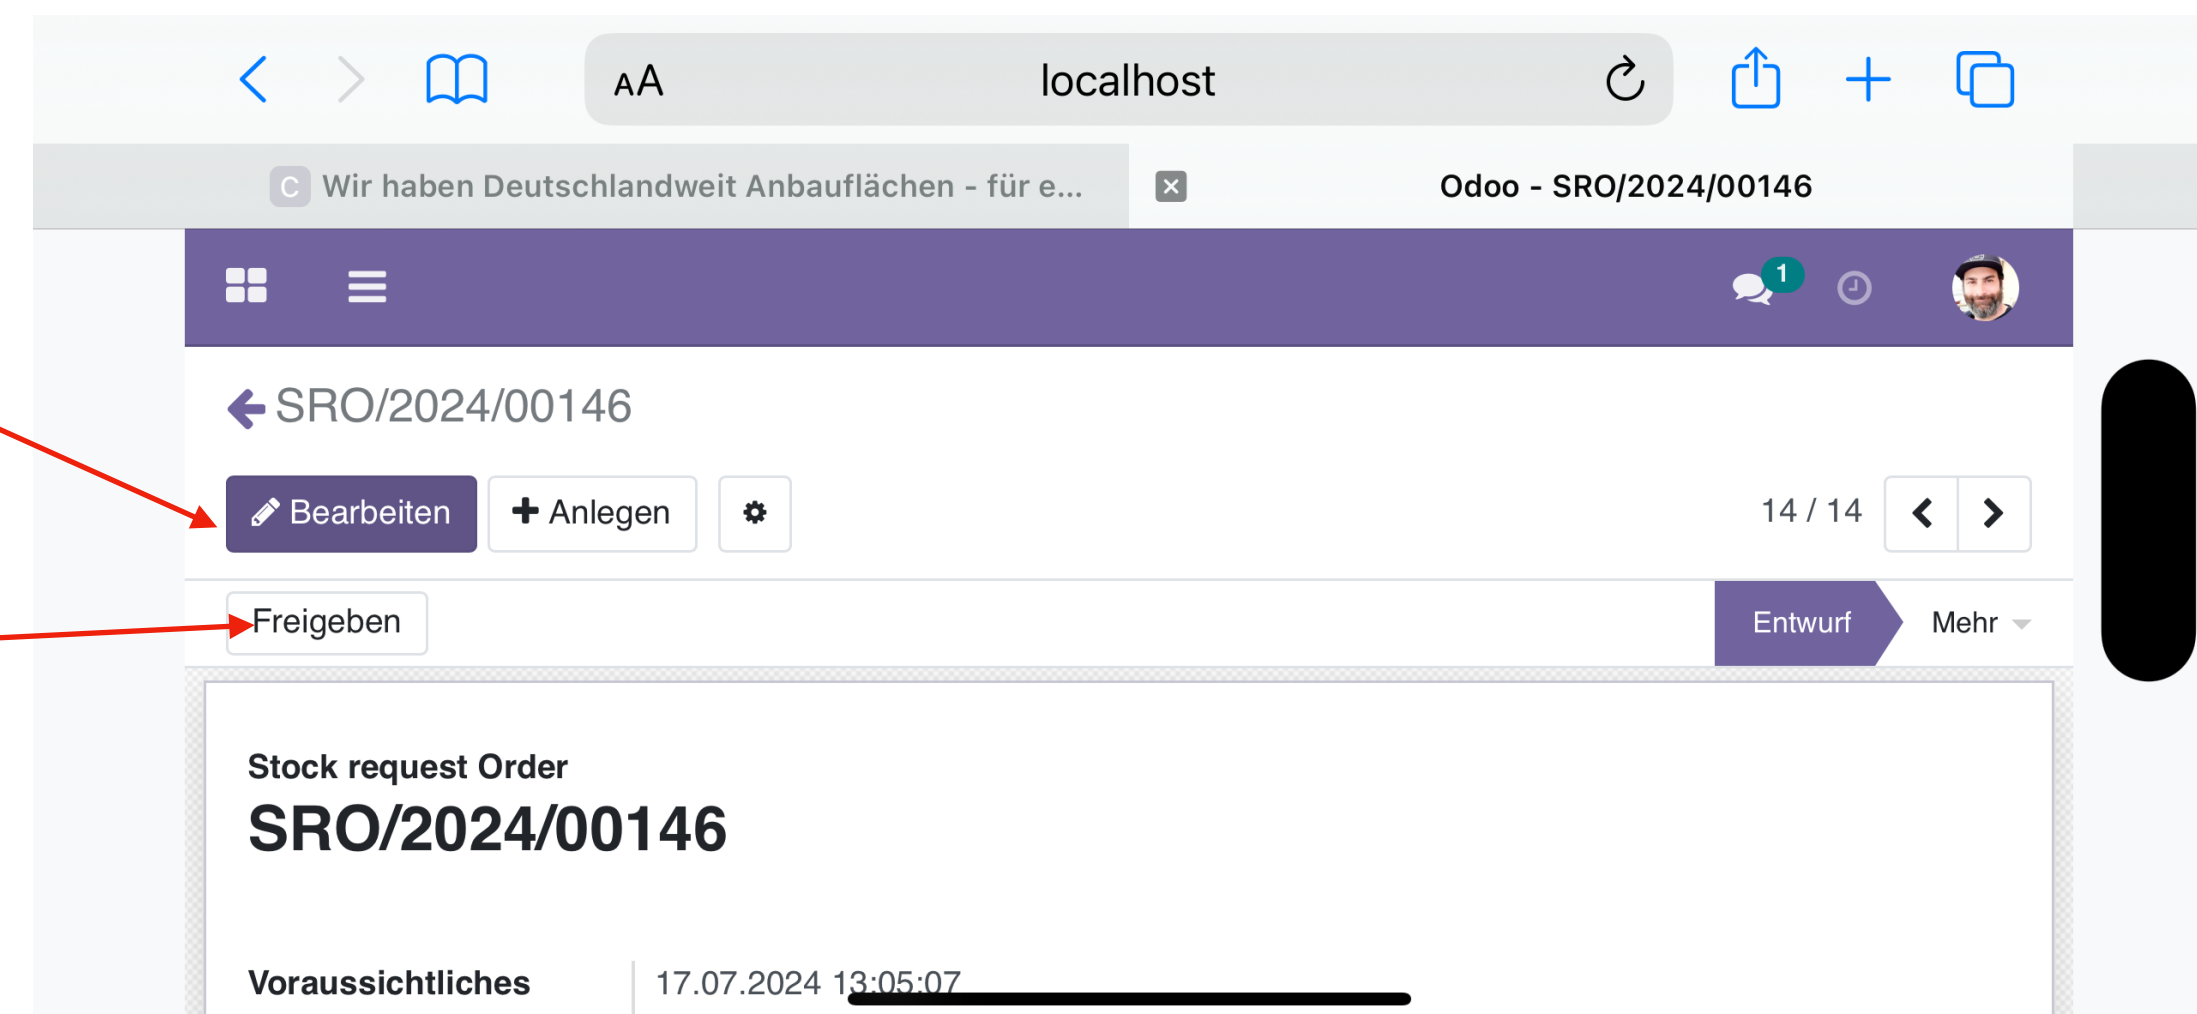 AA
localhost
C Wir haben Deutschlandweit Anbauflächen - für e...
Odoo - SRO/2024/00146
1
SRO/2024/00146
Bearbeiten
Anlegen
14 / 14
Freigeben
Entwurf
Mehr
Stock request Order
SRO/2024/00146
Voraussichtliches
17.07.2024 13:05:07